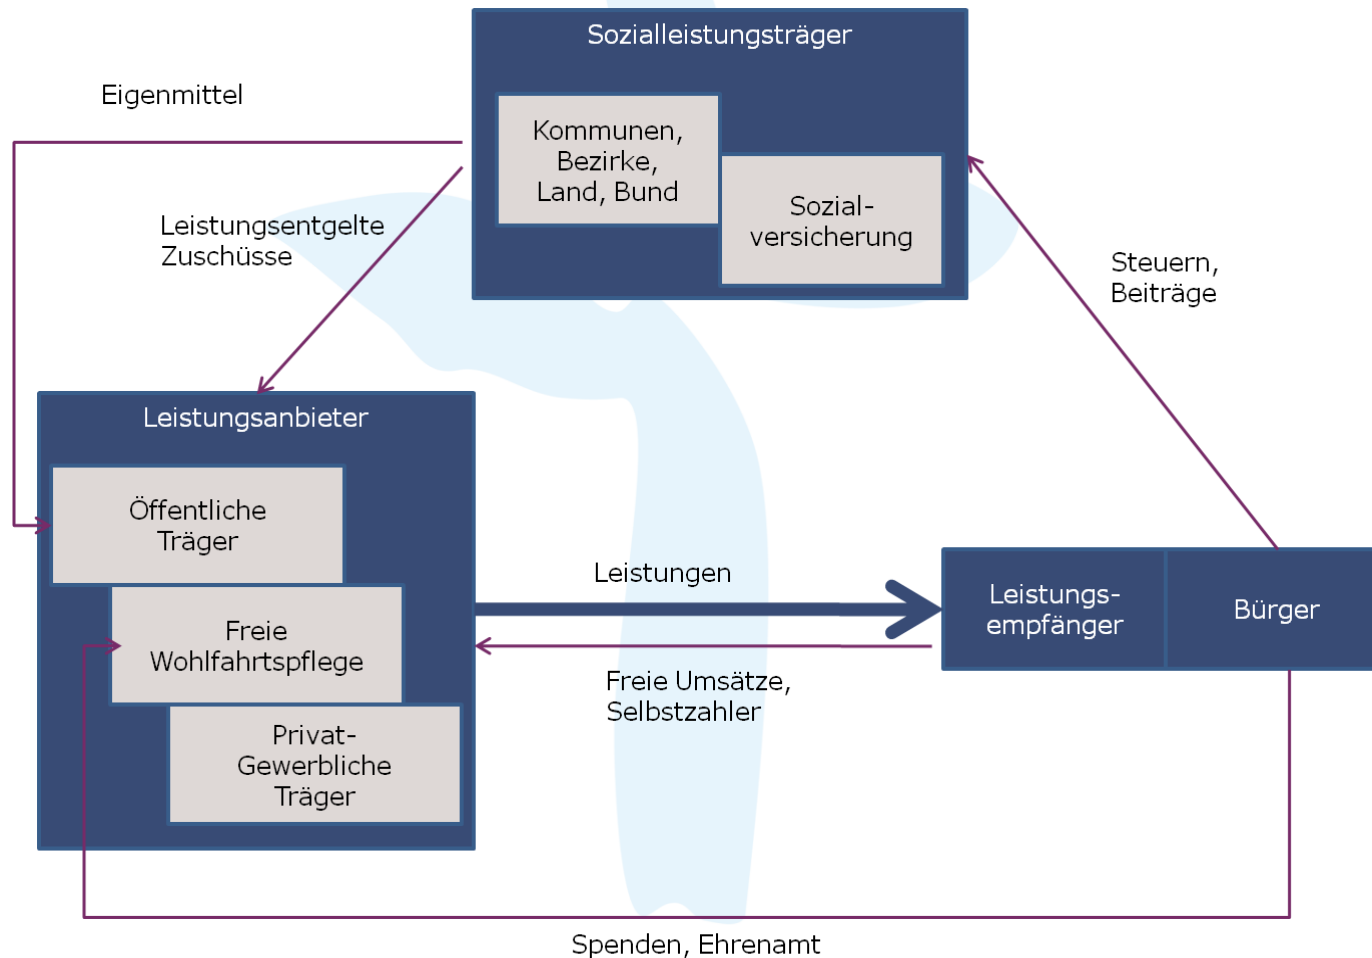 Sozialleistungsträger
Eigenmittel
Kommunen,
Bezirke,
Land, Bund
Sozial-
versicherung
Leistungsentgelte
Zuschüsse
Steuern,
Beiträge
Leistungsanbieter
Öffentliche
Träger
Freie
Wohlfahrtspflege
Privat-
Gewerbliche
Träger
Leistungen
Freie Umsätze,
Selbstzahler
Leistungs-
empfänger
Bürger
Spenden, Ehrenamt